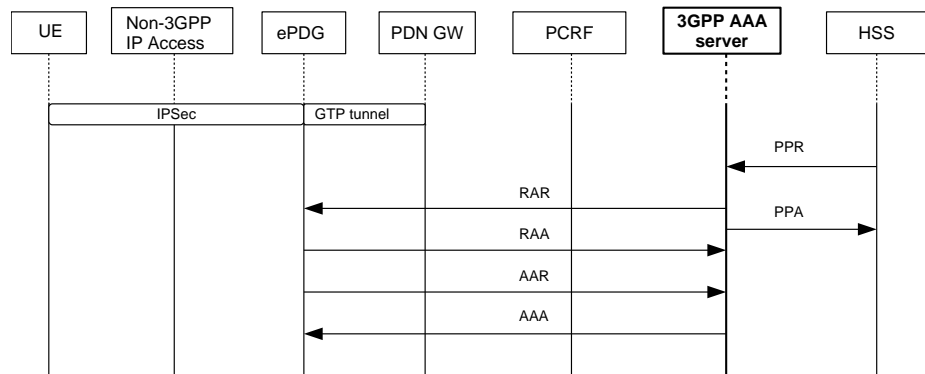 UE
Non-3GPP
IP Access
ePDG
PDN GW
PCRF
3GPP AAA
server
HSS
IPSec
GTP tunnel
PPR
RAR
PPA
RAA
AAR
AAA